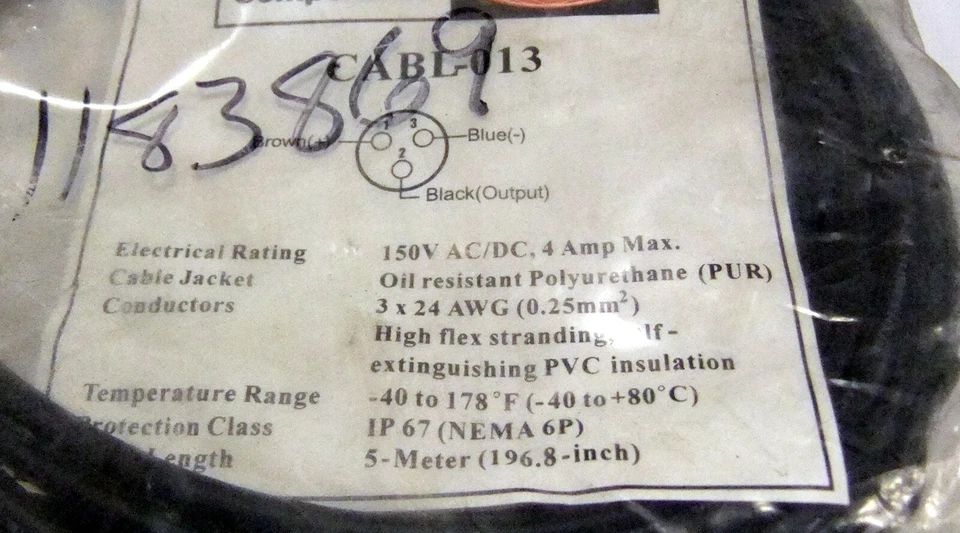 CABL-013
1183869
Brown(+)
1
3
Blue(-)
2
Black(Output)
Electrical Rating 150V AC/DC, 4 Amp Max.
Cable Jacket Oil resistant Polyurethane (PUR)
Conductors 3 x 24 AWG (0.25mm²)
High flex stranding,
extinguishing PVC insulation
Temperature Range -40 to 178°F (-40 to +80°C)
Protection Class IP 67 (NEMA 6P)
Length 5-Meter (196.8-inch)